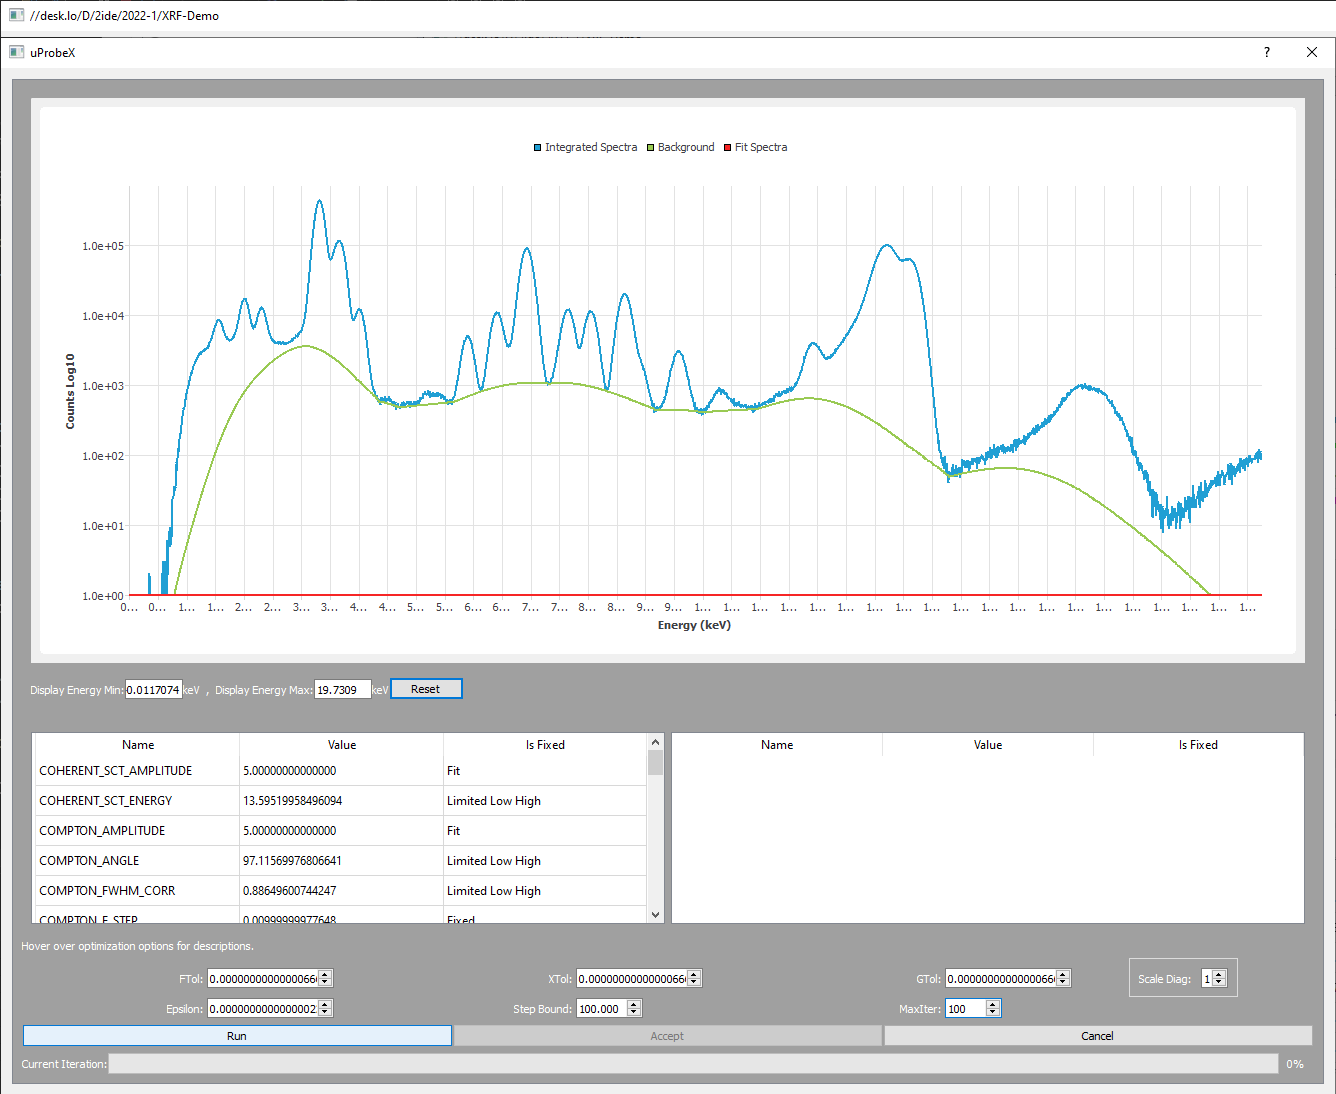 //desk.lo/D/2ide/2022-1/XRF-Demo
uProbeX ?
Integrated Spectra Background Fit Spectra
Counts Log10
1.0e+05
1.0e+04
1.0e+03
1.0e+02
1.0e+01
1.0e+00
0... 0... 1... 1... 2... 2... 3... 3... 4... 4... 5... 5... 6... 6... 7... 7... 8... 8... 9... 9... 1... 1... 1... 1... 1... 1... 1... 1... 1... 1... 1... 1... 1... 1... 1... 1... 1... 1... 1... 1...
Energy (keV)
Display Energy Min: 0.0117074 keV , Display Energy Max: 19.7309 keV Reset
Name Value Is Fixed
COHERENT_SCT_AMPLITUDE 5.00000000000000 Fit
COHERENT_SCT_ENERGY 13.59519958496094 Limited Low High
COMPTON_AMPLITUDE 5.00000000000000 Fit
COMPTON_ANGLE 97.11569976806641 Limited Low High
COMPTON_FWHM_CORR 0.88649600744247 Limited Low High
COMPTON_F_STEP 0.00999999977648 Fixed
Name Value Is Fixed
Hover over optimization options for descriptions.
FTol: 0.000000000000066 XTol: 0.000000000000066 GTol: 0.000000000000066 Scale Diag: 1
Epsilon: 0.000000000000002 Step Bound: 100.000 MaxIter: 100
Run Accept Cancel
Current Iteration: 0%